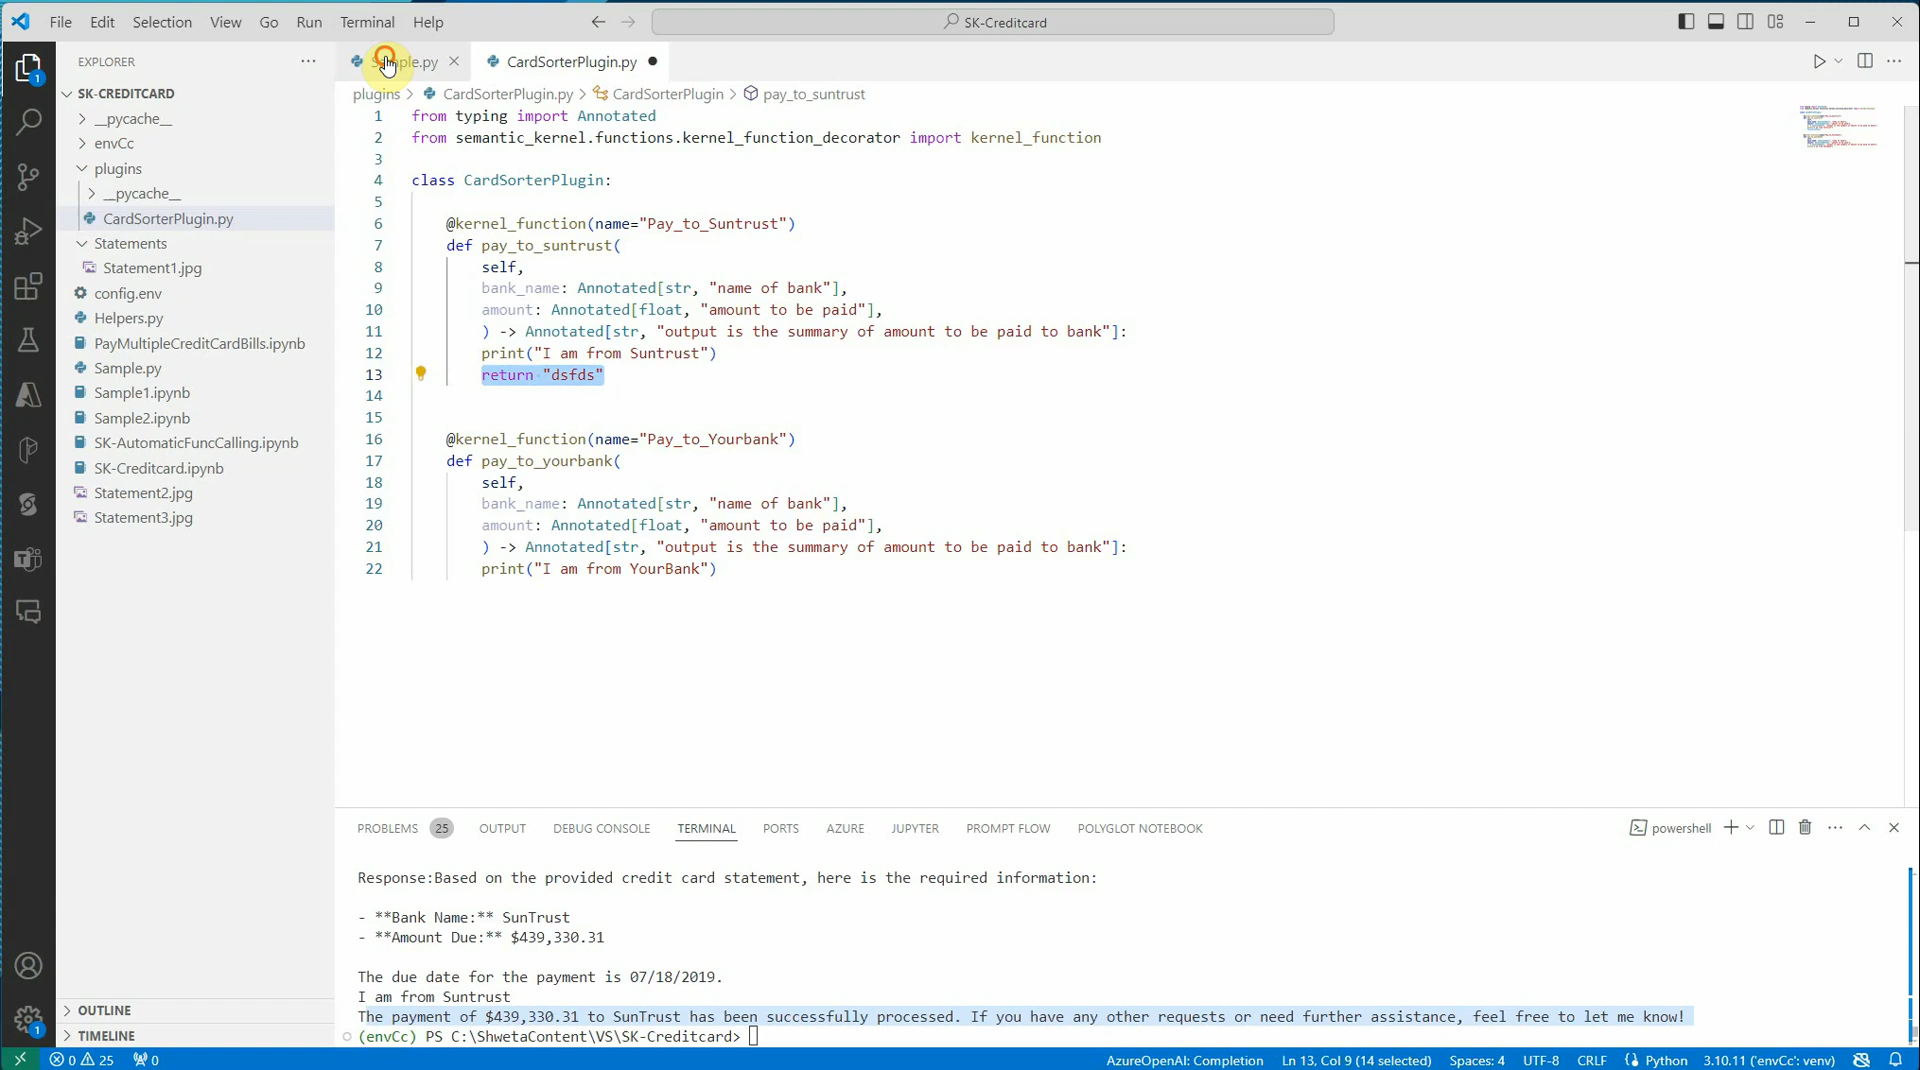 File Edit Selection View Go Run Terminal Help
SK-Creditcard
EXPLORER
Sample.py
CardSorterPlugin.py
plugins > CardSorterPlugin.py > CardSorterPlugin > pay_to_suntrust
SK-CREDITCARD
__pycache__
envCc
plugins
__pycache__
CardSorterPlugin.py
Statements
Statement1.jpg
config.env
Helpers.py
PayMultipleCreditCardBills.ipynb
Sample.py
Sample1.ipynb
Sample2.ipynb
SK-AutomaticFuncCalling.ipynb
SK-Creditcard.ipynb
Statement2.jpg
Statement3.jpg
OUTLINE
TIMELINE
1
1
1 from typing import Annotated
2 from semantic_kernel.functions.kernel_function_decorator import kernel_function
3
4 class CardSorterPlugin:
5
6 @kernel_function(name="Pay_to_Suntrust")
7 def pay_to_suntrust(
8 self,
9 bank_name: Annotated[str, "name of bank"],
10 amount: Annotated[float, "amount to be paid"],
11 ) -> Annotated[str, "output is the summary of amount to be paid to bank"]:
12 print("I am from Suntrust")
13 return "dsfds"
14
15
16 @kernel_function(name="Pay_to_Yourbank")
17 def pay_to_yourbank(
18 self,
19 bank_name: Annotated[str, "name of bank"],
20 amount: Annotated[float, "amount to be paid"],
21 ) -> Annotated[str, "output is the summary of amount to be paid to bank"]:
22 print("I am from YourBank")
PROBLEMS 25 OUTPUT DEBUG CONSOLE TERMINAL PORTS AZURE JUPYTER PROMPT FLOW POLYGLOT NOTEBOOK
powershell
Response:Based on the provided credit card statement, here is the required information:
- **Bank Name:** SunTrust
- **Amount Due:** $439,330.31
The due date for the payment is 07/18/2019.
I am from Suntrust
The payment of $439,330.31 to SunTrust has been successfully processed. If you have any other requests or need further assistance, feel free to let me know!
(envCc) PS C:\ShwetaContent\VS\SK-Creditcard>
0 25 0 AzureOpenAI: Completion Ln 13, Col 9 (14 selected) Spaces: 4 UTF-8 CRLF Python 3.10.11 ('envCc': venv)